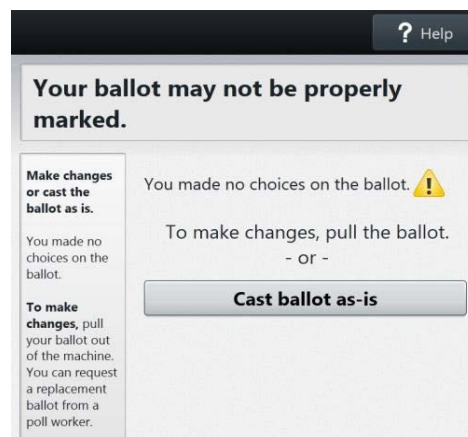 ? Help
Your ballot may not be properly
marked.
Make changes
or cast the
ballot as is.
You made no
choices on the
ballot.
To make
changes, pull
your ballot out
of the machine.
You can request
a replacement
ballot from a
poll worker.
You made no choices on the ballot.
To make changes, pull the ballot.
- or -
Cast ballot as-is